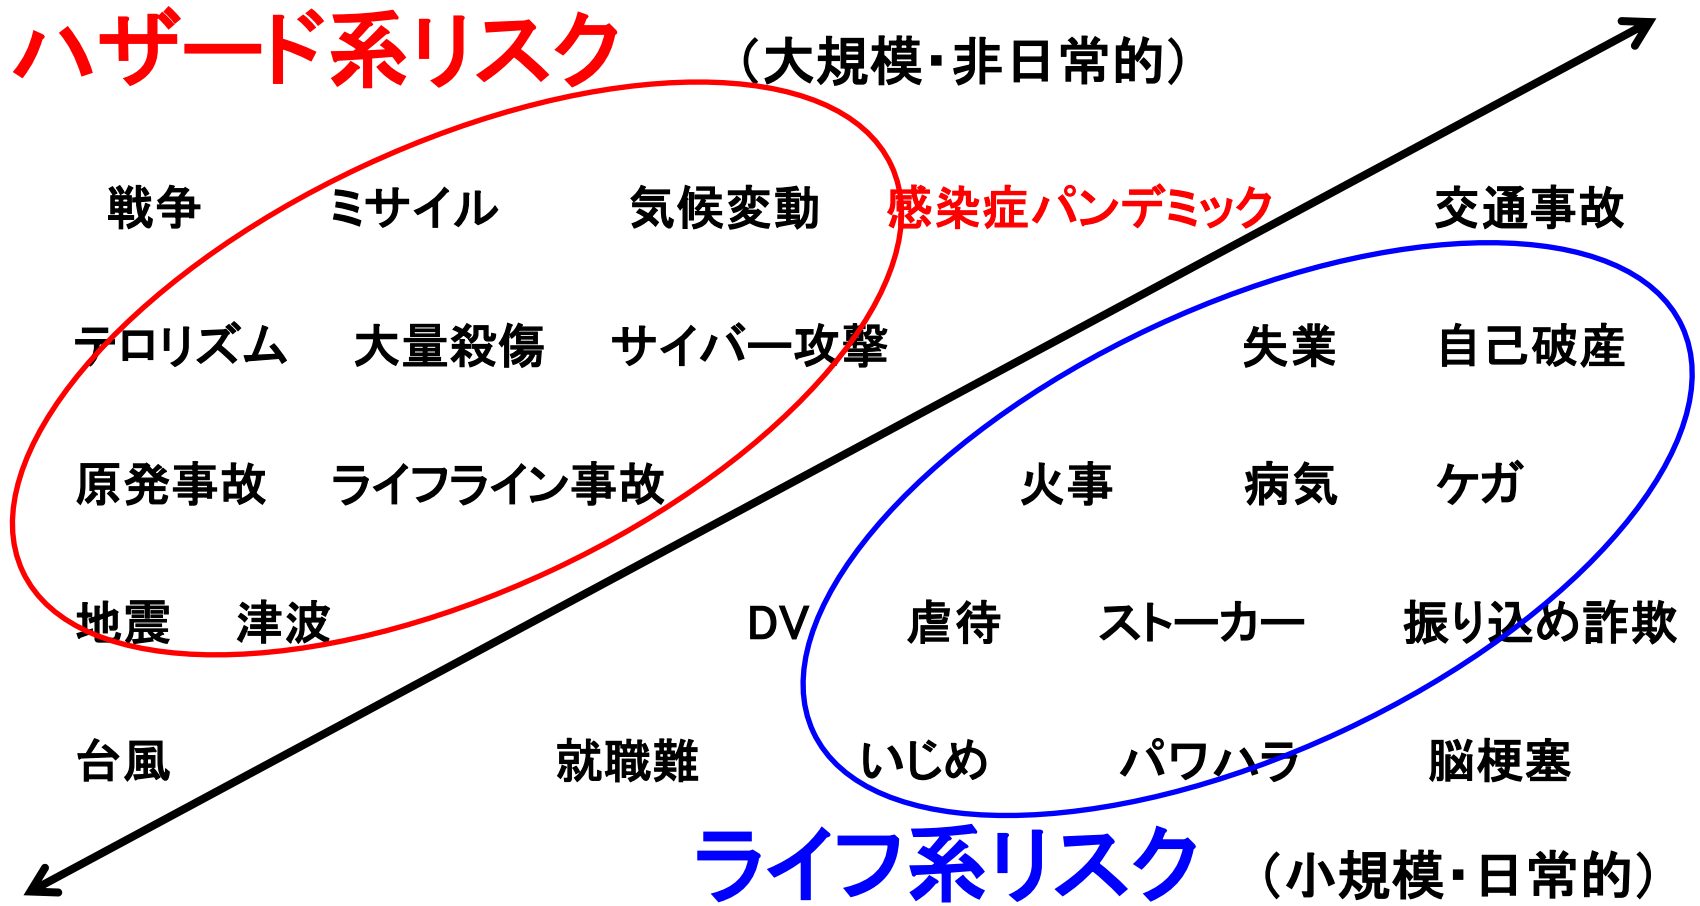 ハザード系リスク （大規模・非日常的）
戦争 ミサイル 気候変動 感染症パンデミック 交通事故
テロリズム 大量殺傷 サイバー攻撃 失業 自己破産
原発事故 ライフライン事故 火事 病気 ケガ
地震 津波 DV 虐待 ストーカー 振り込め詐欺
台風 就職難 いじめ パワハラ 脳梗塞
ライフ系リスク （小規模・日常的）